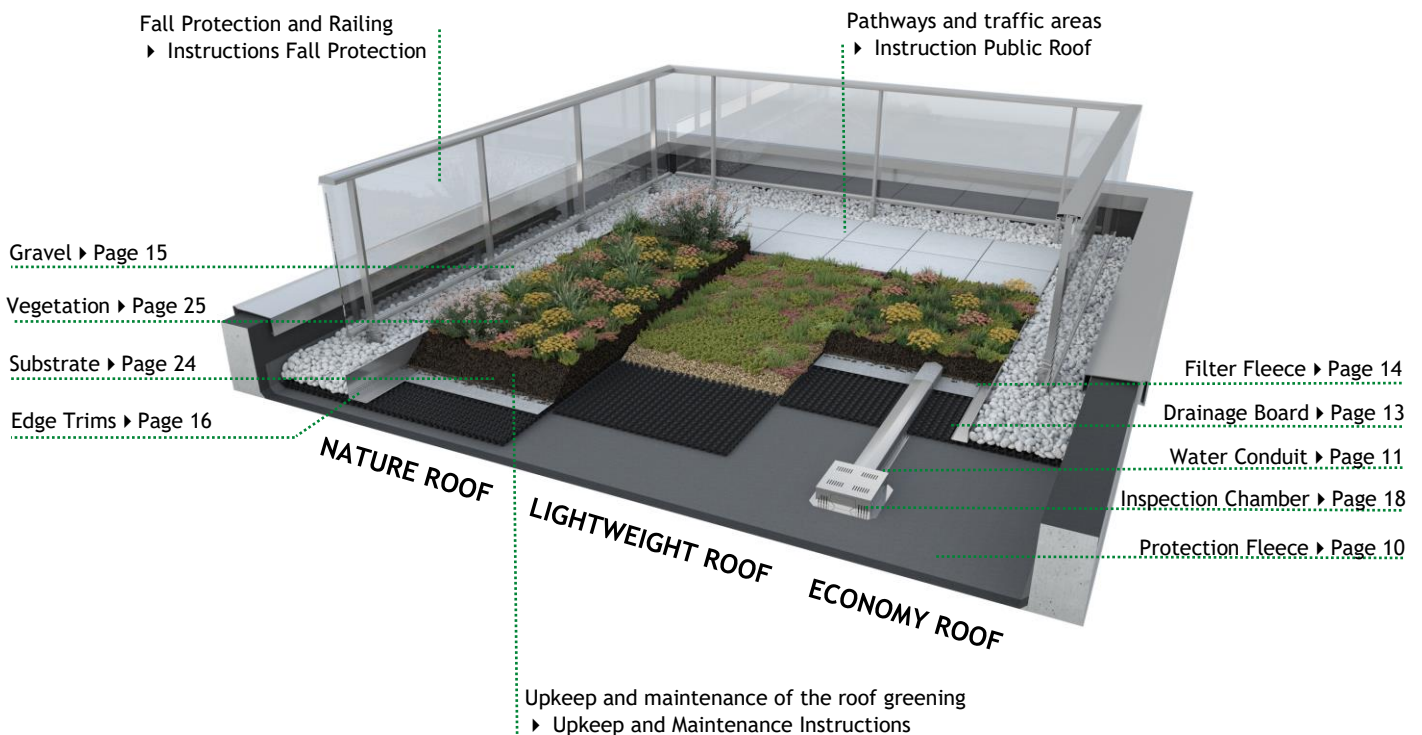 Fall Protection and Railing
▸ Instructions Fall Protection
Pathways and traffic areas
▸ Instruction Public Roof
Gravel ▸ Page 15
Vegetation ▸ Page 25
Substrate ▸ Page 24
Edge Trims ▸ Page 16
Filter Fleece ▸ Page 14
Drainage Board ▸ Page 13
Water Conduit ▸ Page 11
Inspection Chamber ▸ Page 18
Protection Fleece ▸ Page 10
NATURE ROOF
LIGHTWEIGHT ROOF
ECONOMY ROOF
Upkeep and maintenance of the roof greening
▸ Upkeep and Maintenance Instructions